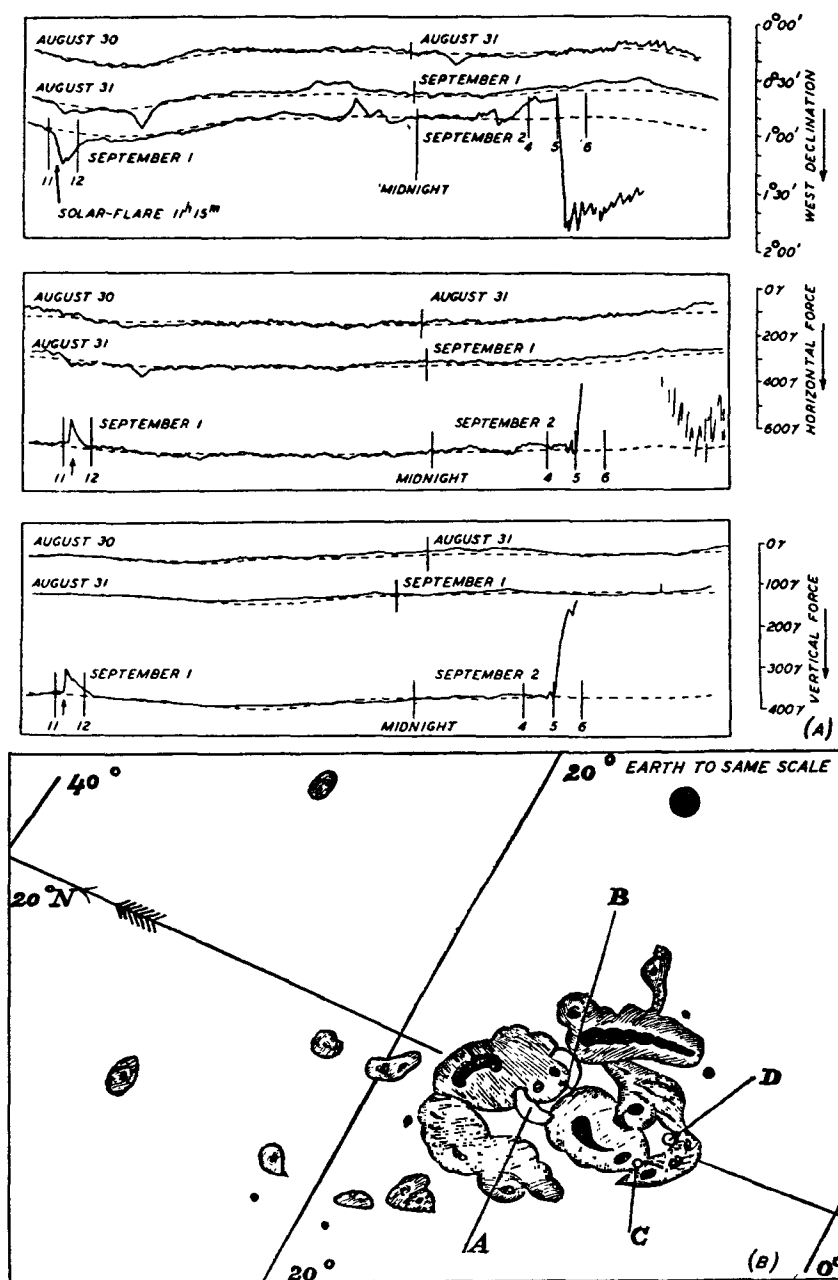 AUGUST 30
AUGUST 31
AUGUST 31
SEPTEMBER 1
SEPTEMBER 1
SEPTEMBER 2
11
12
4
5
6
MIDNIGHT
SOLAR-FLARE 11ʰ15ᵐ
0°00'
0°30'
1°00'
1°30'
2°00'
WEST DECLINATION
AUGUST 30
AUGUST 31
AUGUST 31
SEPTEMBER 1
SEPTEMBER 1
SEPTEMBER 2
11
12
MIDNIGHT
4
5
6
0γ
200γ
400γ
600γ
HORIZONTAL FORCE
AUGUST 30
AUGUST 31
AUGUST 31
SEPTEMBER 1
SEPTEMBER 1
SEPTEMBER 2
11
12
MIDNIGHT
4
5
6
0γ
100γ
200γ
300γ
400γ
VERTICAL FORCE
(A)
40°
20°
EARTH TO SAME SCALE
20°N
B
D
A
C
20°
(B)
0°